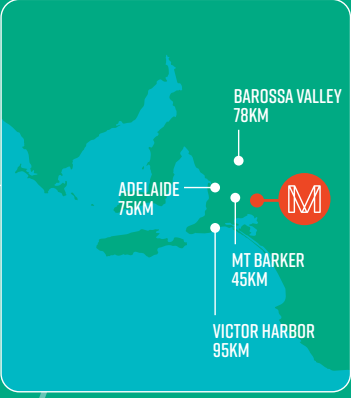 BAROSSA VALLEY
78KM
ADELAIDE
75KM
M
MT BARKER
45KM
VICTOR HARBOR
95KM